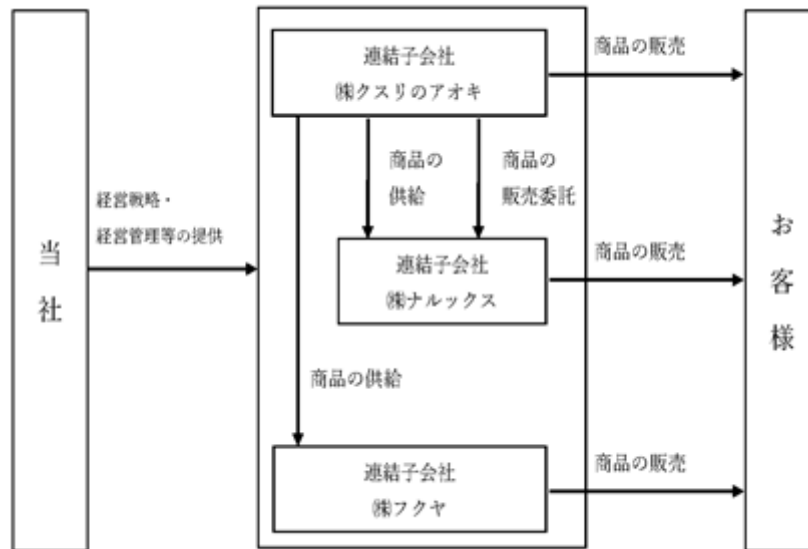 当社
経営戦略・
経営管理等の提供
連結子会社
㈱クスリのアオキ
商品の
供給
商品の
販売委託
連結子会社
㈱ナルックス
商品の供給
連結子会社
㈱フクヤ
商品の販売
商品の販売
商品の販売
お客様